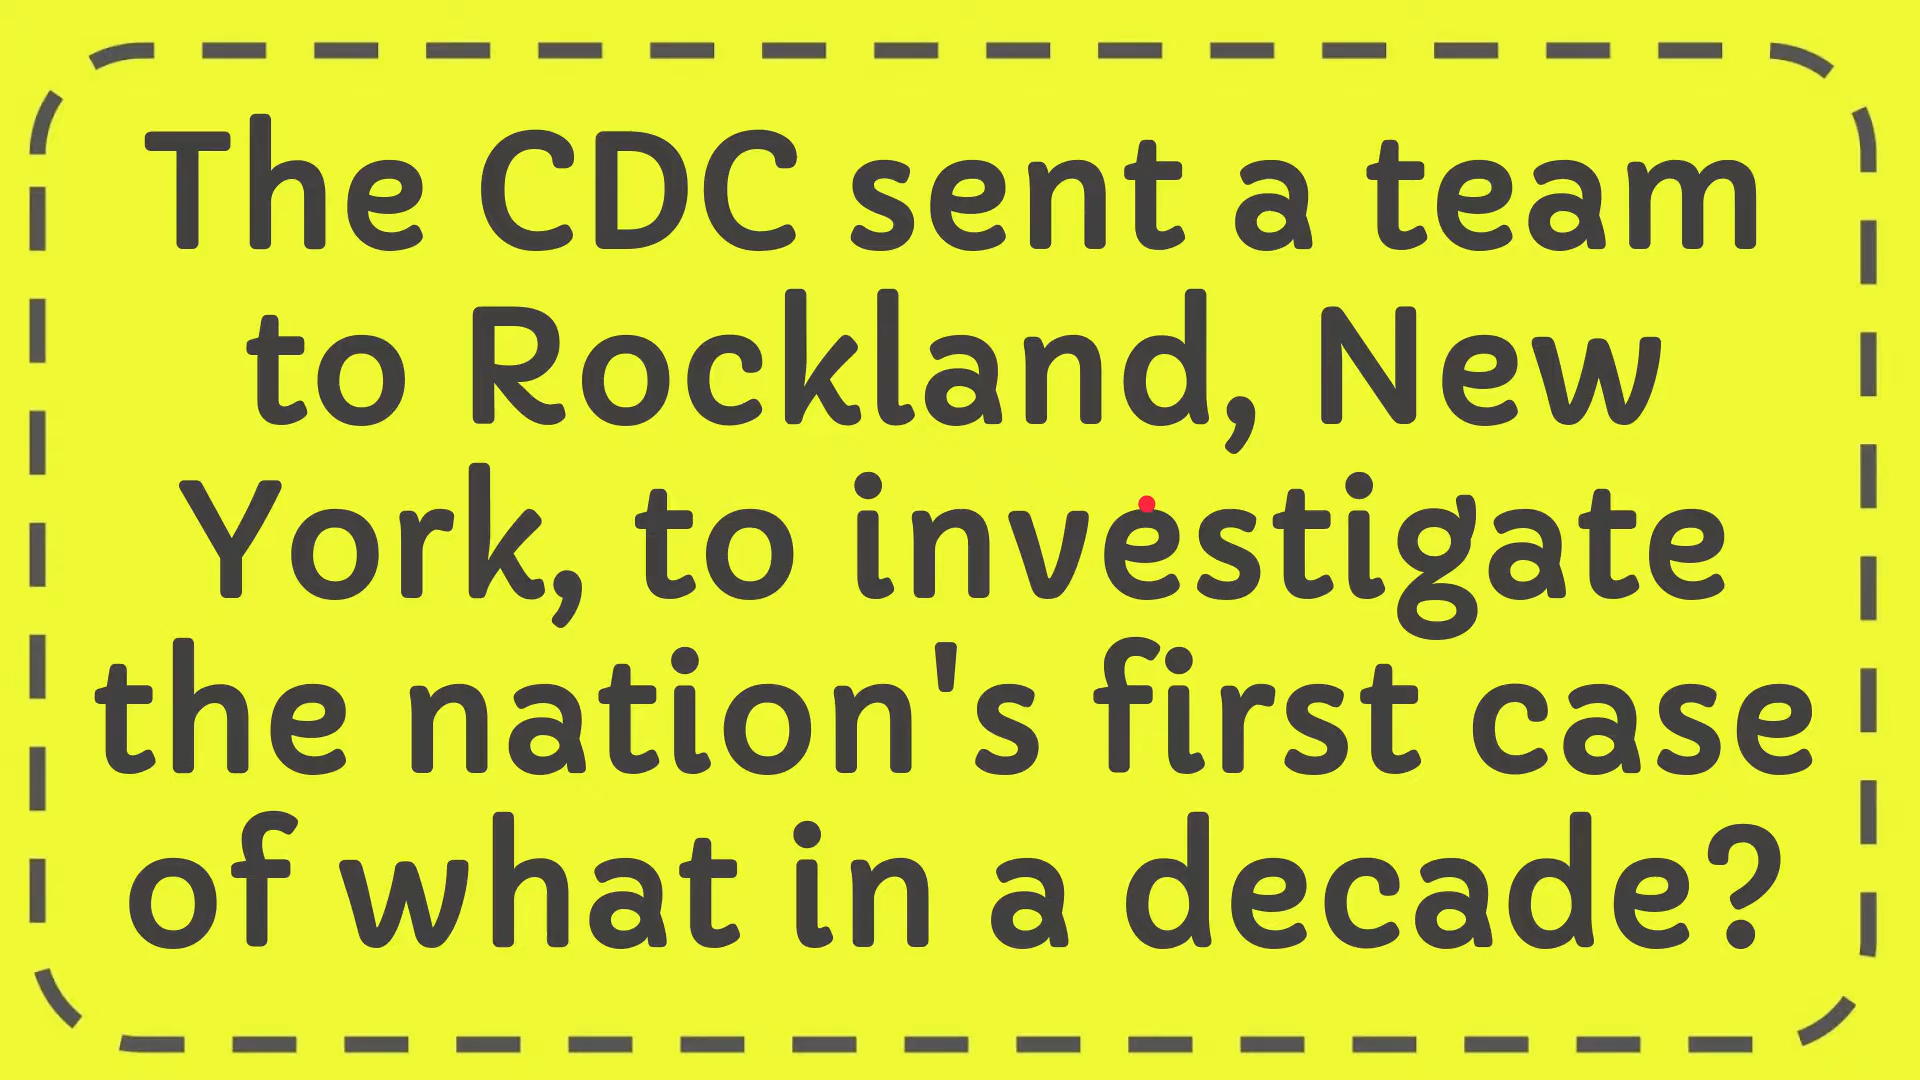 The CDC sent a team
to Rockland, New
York, to investigate
the nation's first case
of what in a decade?